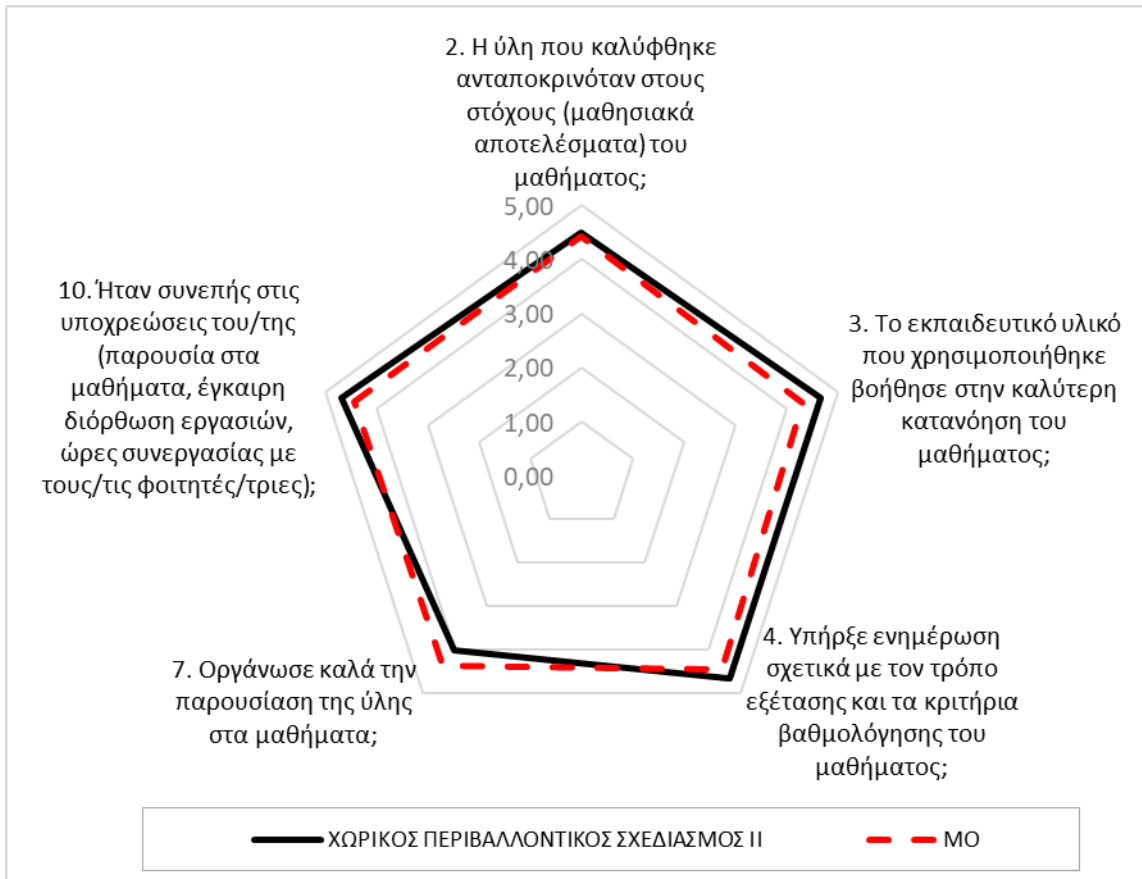 2. Η ύλη που καλύφθηκε
ανταποκρινόταν στους
στόχους (μαθησιακά
αποτελέσματα) του
μαθήματος;
5,00
4,00
3,00
2,00
1,00
0,00
3. Το εκπαιδευτικό υλικό
που χρησιμοποιήθηκε
βοήθησε στην καλύτερη
κατανόηση του
μαθήματος;
4. Υπήρξε ενημέρωση
σχετικά με τον τρόπο
εξέτασης και τα κριτήρια
βαθμολόγησης του
μαθήματος;
7. Οργάνωσε καλά την
παρουσίαση της ύλης
στα μαθήματα;
10. Ήταν συνεπής στις
υποχρεώσεις του/της
(παρουσία στα
μαθήματα, έγκαιρη
διόρθωση εργασιών,
ώρες συνεργασίας με
τους/τις φοιτητές/τριες);
ΧΩΡΙΚΟΣ ΠΕΡΙΒΑΛΛΟΝΤΙΚΟΣ ΣΧΕΔΙΑΣΜΟΣ ΙΙ
ΜΟ